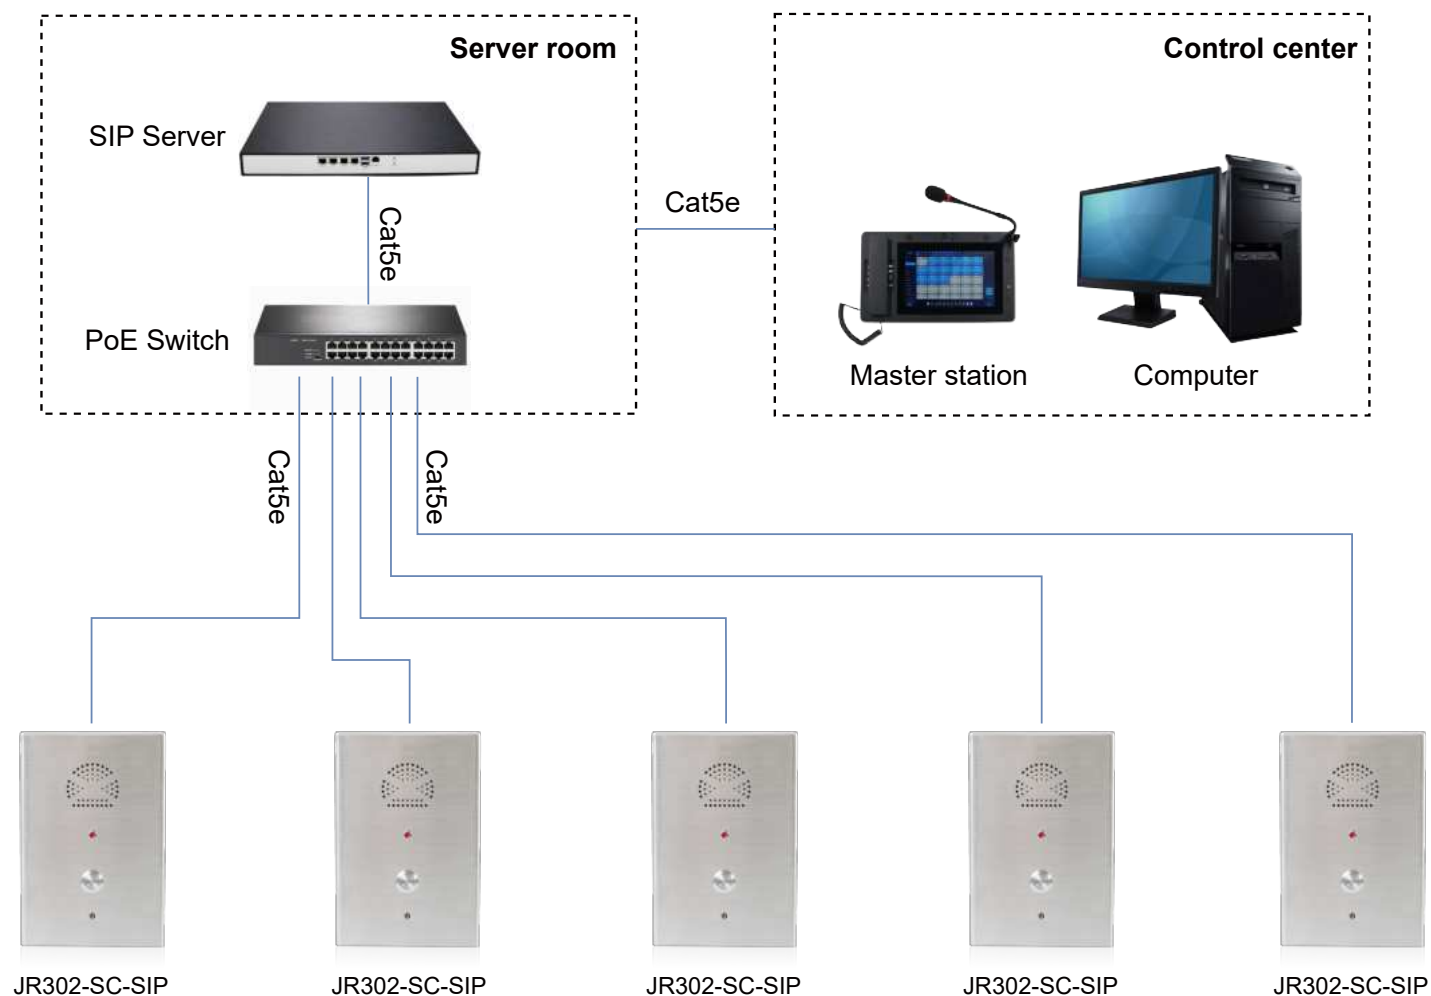 Server room
Control center
SIP Server
Cat5e
Cat5e
PoE Switch
Master station
Computer
Cat5e
Cat5e
JR302-SC-SIP
JR302-SC-SIP
JR302-SC-SIP
JR302-SC-SIP
JR302-SC-SIP